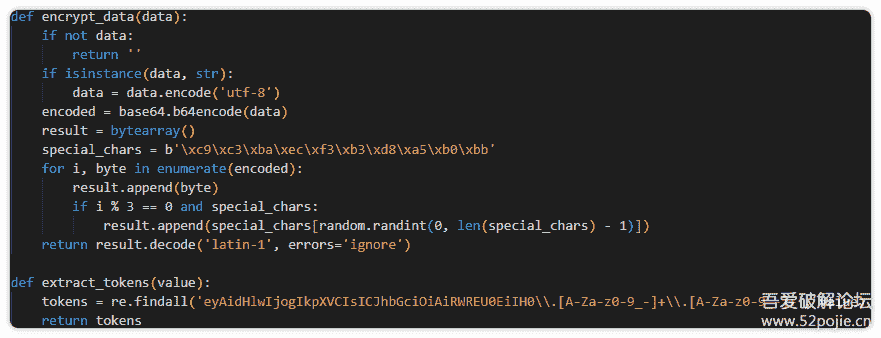 def encrypt_data(data):
    if not data:
        return ''
    if isinstance(data, str):
        data = data.encode('utf-8')
    encoded = base64.b64encode(data)
    result = bytearray()
    special_chars = b'\xc9\xc3\xba\xec\xf3\xb3\xd8\xa5\xb0\xbb'
    for i, byte in enumerate(encoded):
        result.append(byte)
        if i % 3 == 0 and special_chars:
            result.append(special_chars[random.randint(0, len(special_chars) - 1)])
    return result.decode('latin-1', errors='ignore')
def extract_tokens(value):
    tokens = re.findall('eyAidHlwIjogIkpXVCIsICJhbGciOiAiRWREU0EiIH0\\.[A-Za-z0-9_-]+\\.[A-Za-z0-9
    return tokens
吾爱破解论坛
www.52pojie.cn